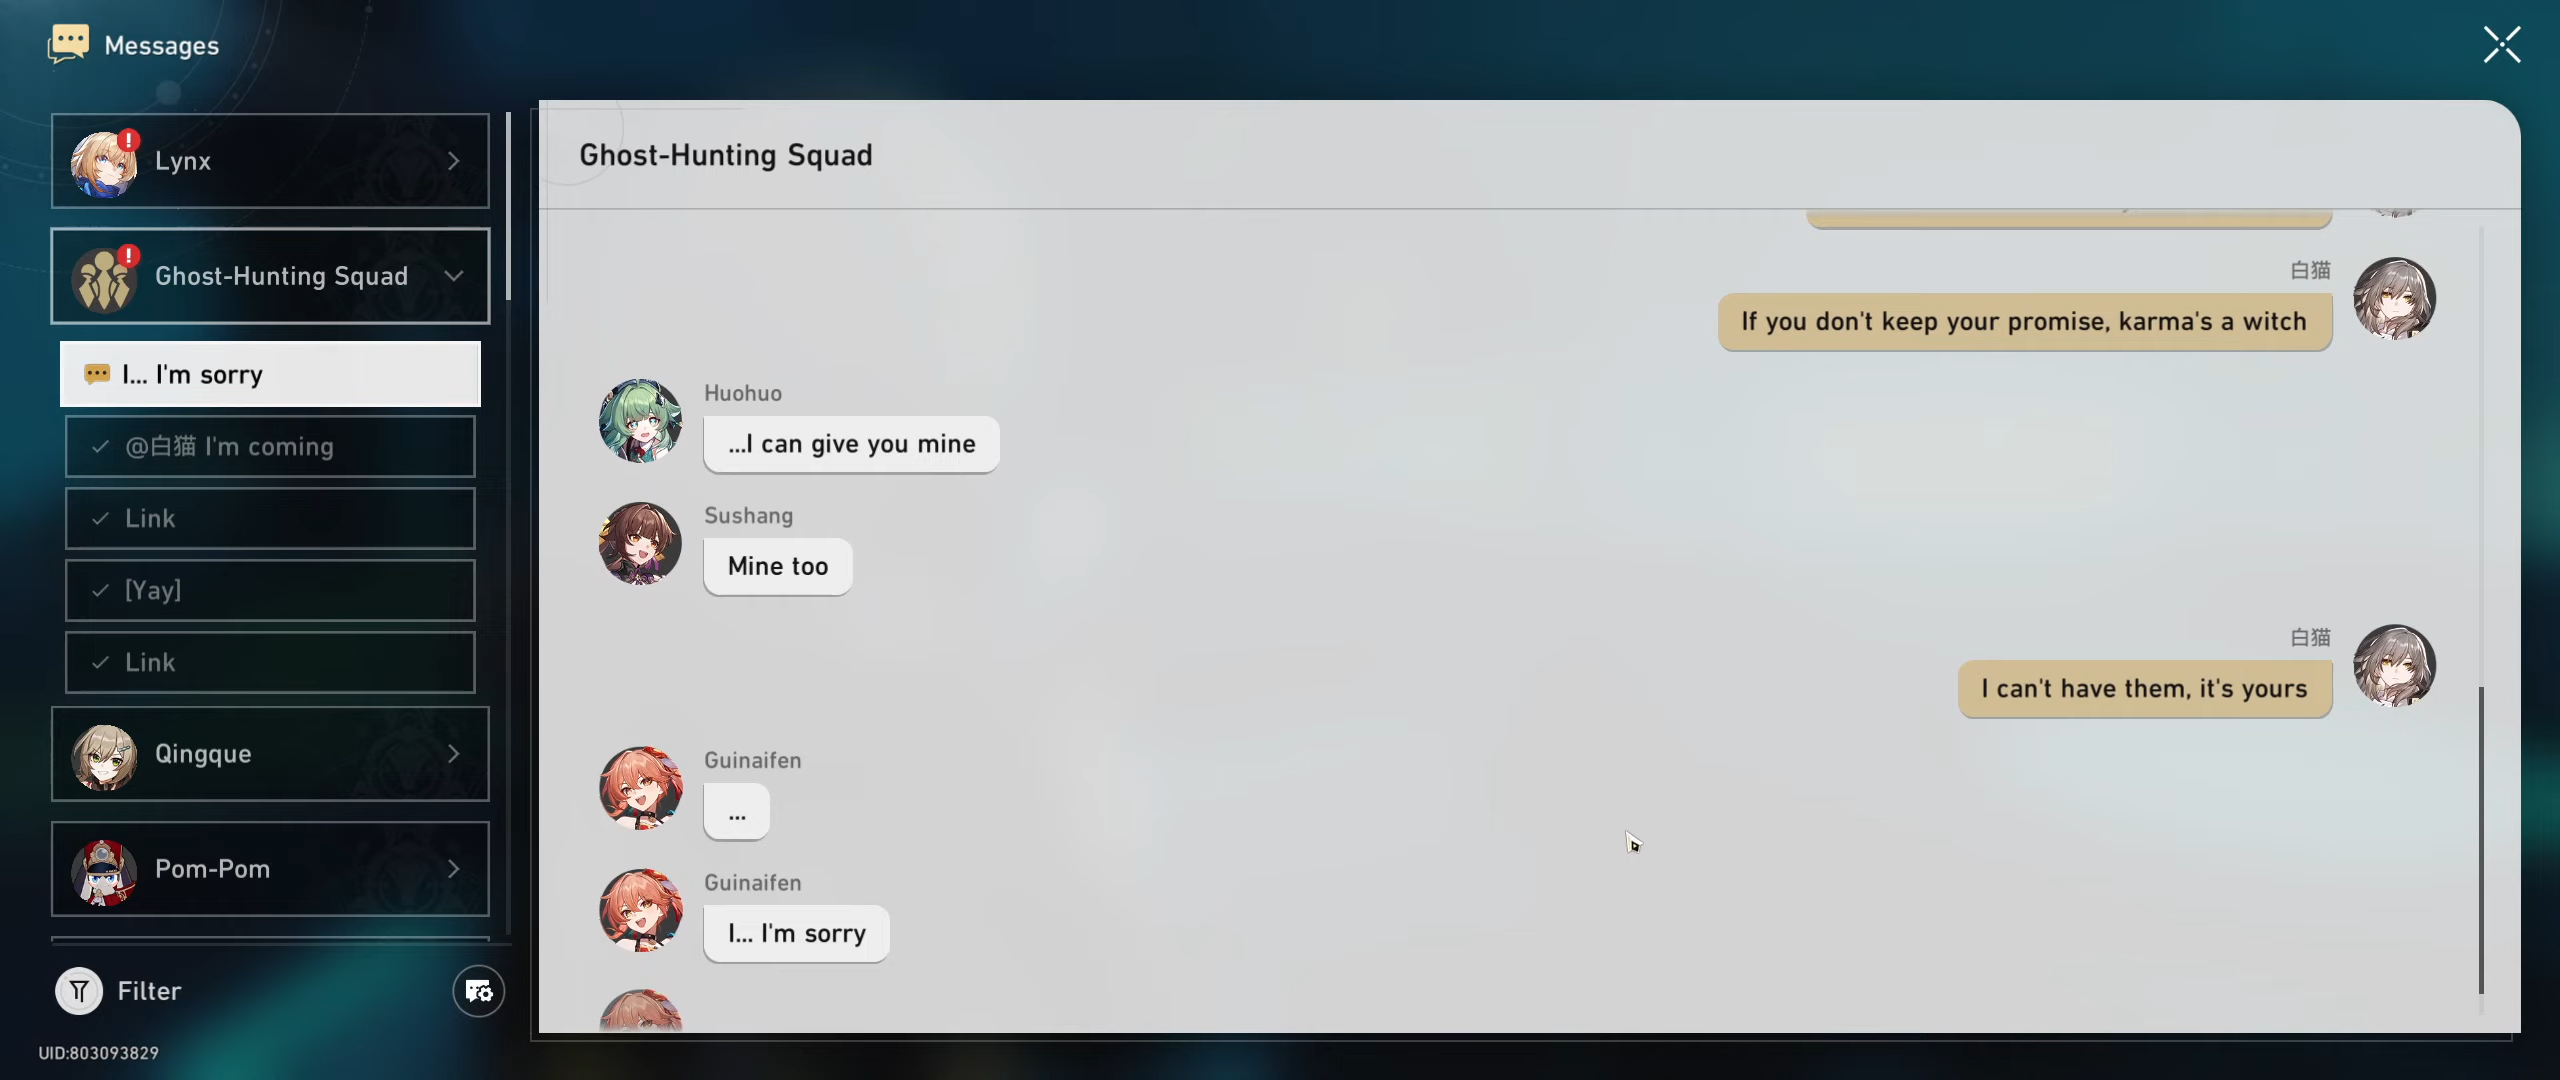 Messages
Lynx
Ghost-Hunting Squad
I... I'm sorry
@白猫 I'm coming
Link
[Yay]
Link
Qingque
Pom-Pom
Filter
UID:803093829
Ghost-Hunting Squad
白猫
If you don't keep your promise, karma's a witch
Huohuo
...I can give you mine
Sushang
Mine too
白猫
I can't have them, it's yours
Guinaifen
...
Guinaifen
I... I'm sorry